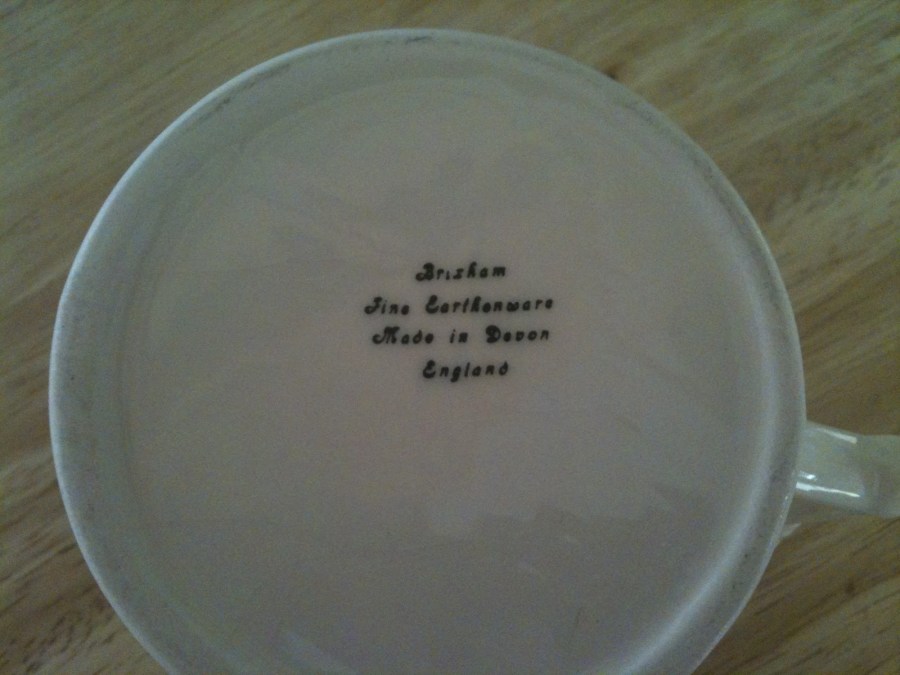 Brixham
Fine Earthenware
Made in Devon
England